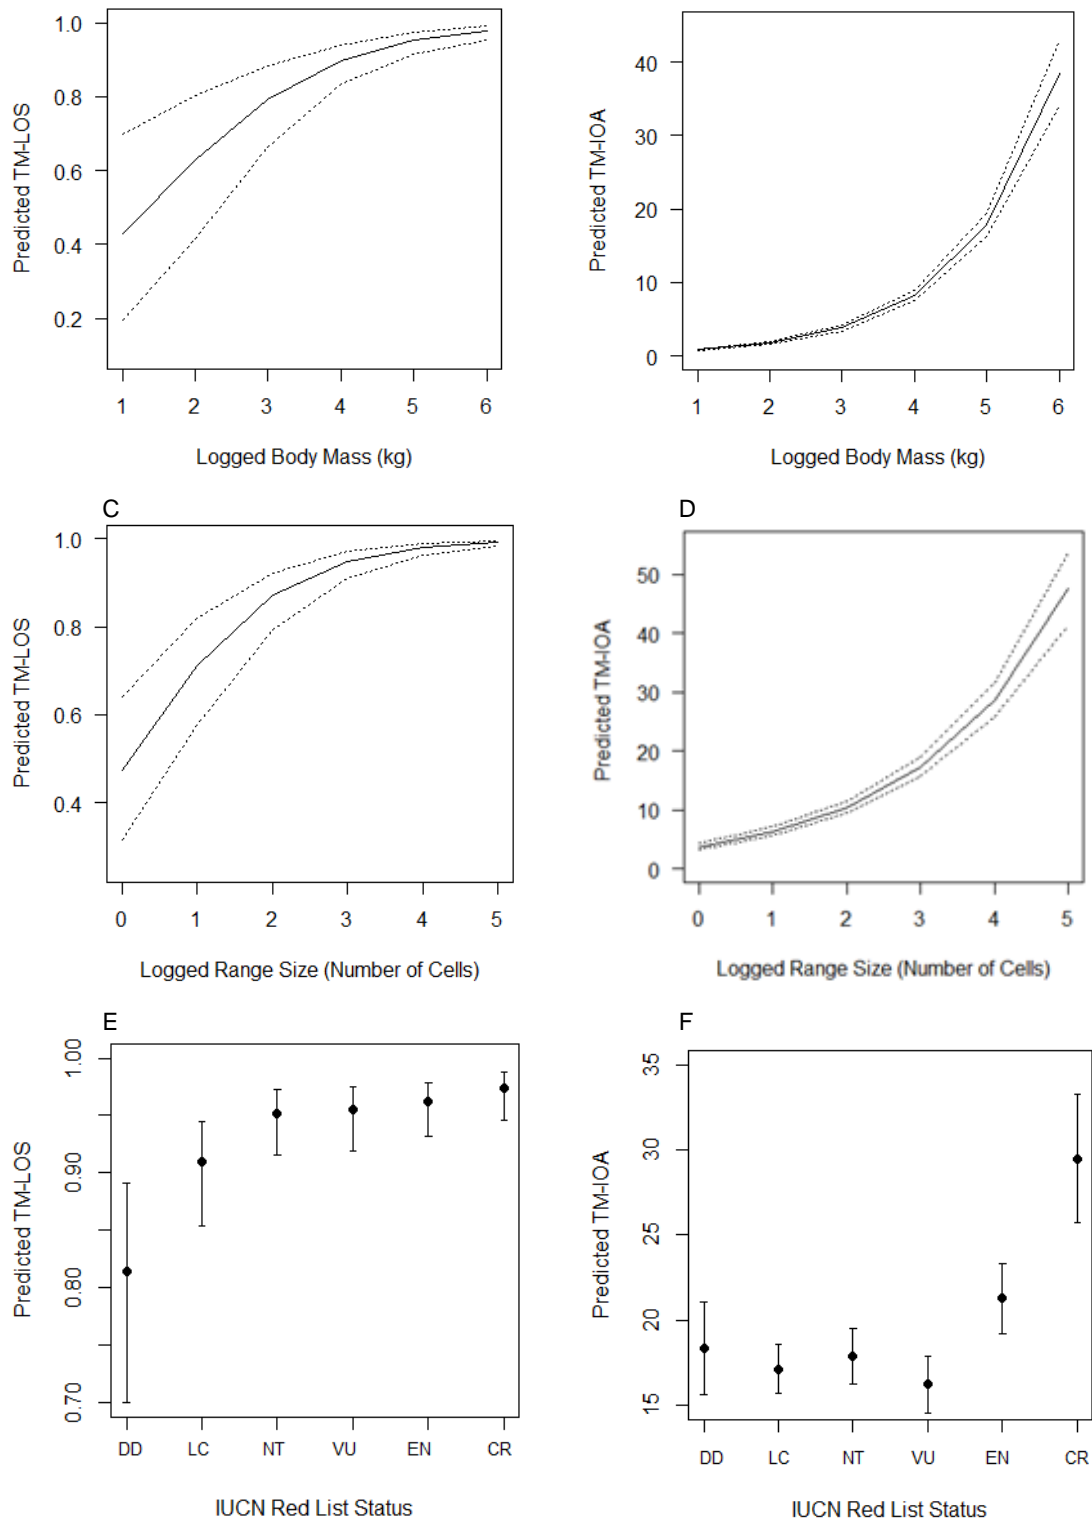 1.0
0.8
0.6
0.4
0.2
Predicted TM-LOS
1 2 3 4 5 6
Logged Body Mass (kg)
40
30
20
10
0
Predicted TM-IOA
1 2 3 4 5 6
Logged Body Mass (kg)
C
1.0
0.8
0.6
0.4
Predicted TM-LOS
0 1 2 3 4 5
Logged Range Size (Number of Cells)
D
50
40
30
20
10
0
Predicted TM-IOA
0 1 2 3 4 5
Logged Range Size (Number of Cells)
E
1.00
0.90
0.80
0.70
Predicted TM-LOS
DD LC NT VU EN CR
IUCN Red List Status
F
35
30
25
20
15
Predicted TM-IOA
DD LC NT VU EN CR
IUCN Red List Status